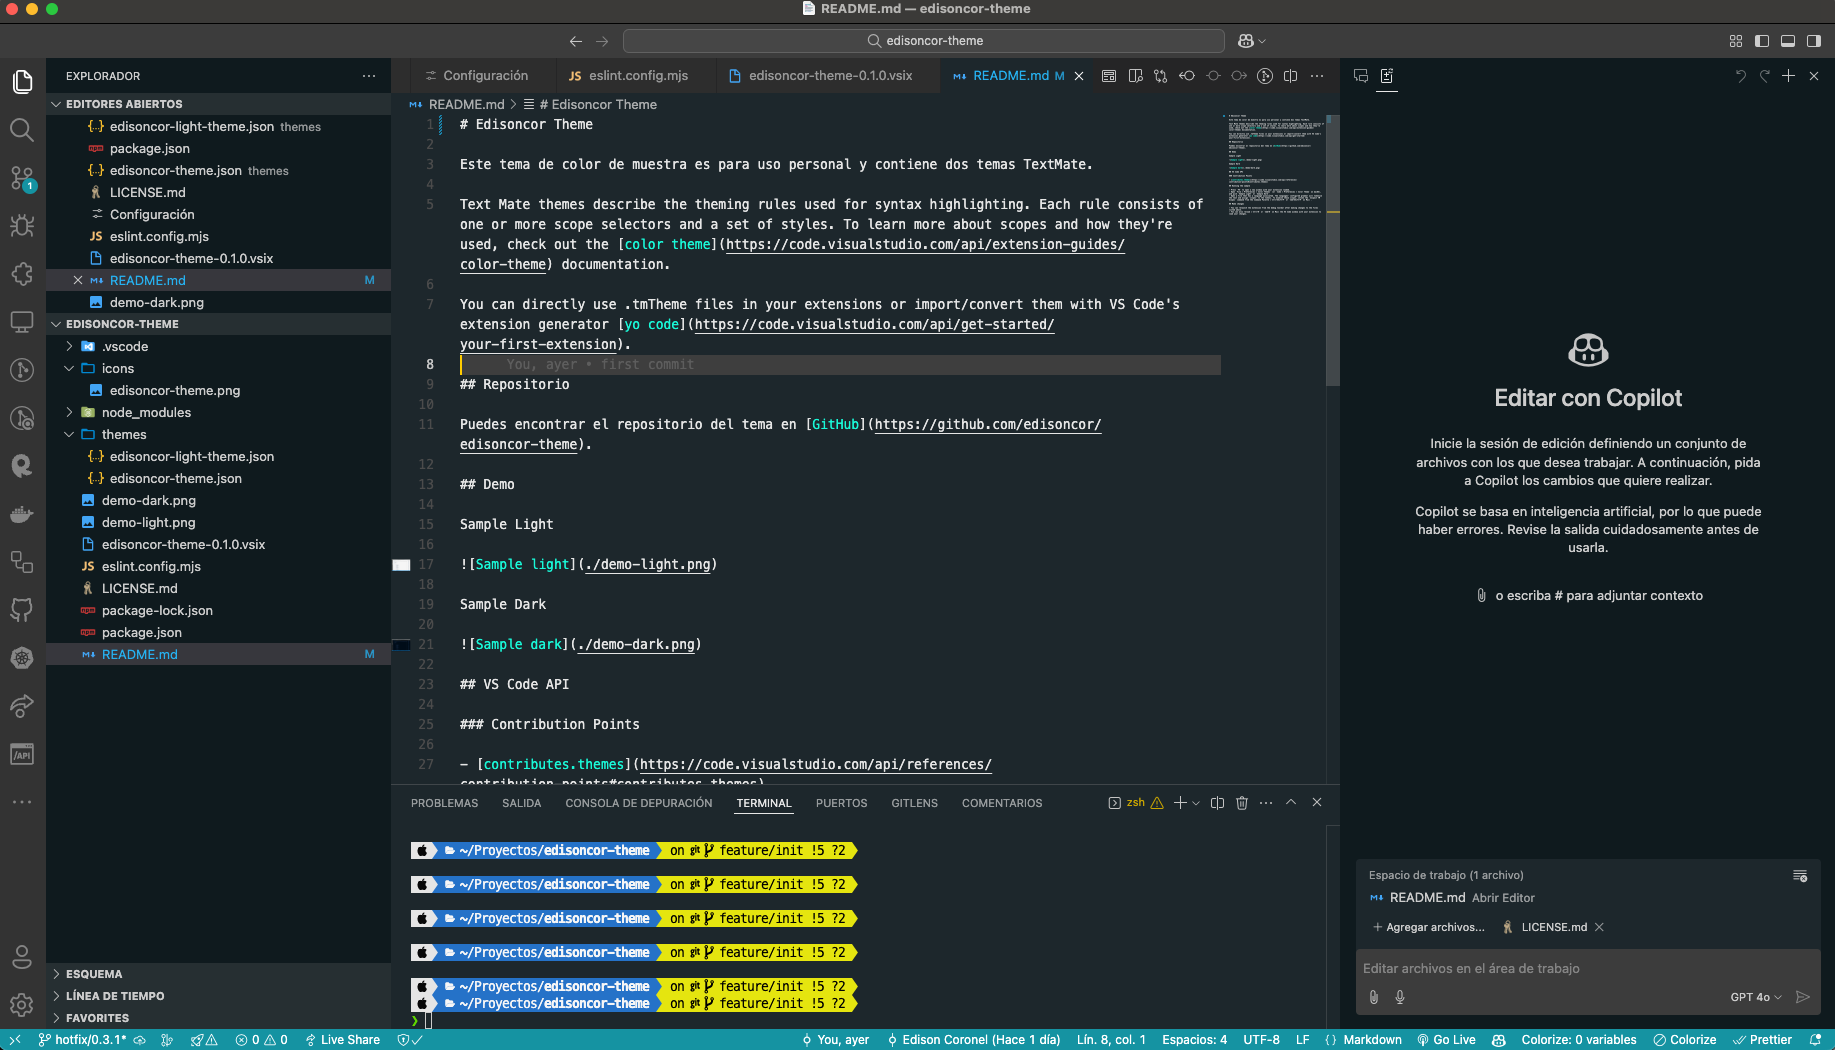 README.md — edisoncor-theme
edisoncor-theme
EXPLORADOR
EDITORES ABIERTOS
{..} edisoncor-light-theme.json themes
package.json
{..} edisoncor-theme.json themes
LICENSE.md
Configuración
JS eslint.config.mjs
edisoncor-theme-0.1.0.vsix
README.md M
demo-dark.png
EDISONCOR-THEME
.vscode
icons
edisoncor-theme.png
node_modules
themes
{..} edisoncor-light-theme.json
{..} edisoncor-theme.json
demo-dark.png
demo-light.png
edisoncor-theme-0.1.0.vsix
JS eslint.config.mjs
LICENSE.md
package-lock.json
package.json
README.md M
ESQUEMA
LÍNEA DE TIEMPO
FAVORITES
1
/API
Configuración
JS eslint.config.mjs
edisoncor-theme-0.1.0.vsix
README.md M
README.md > # Edisoncor Theme
1 # Edisoncor Theme
2
3 Este tema de color de muestra es para uso personal y contiene dos temas TextMate.
4
5 Text Mate themes describe the theming rules used for syntax highlighting. Each rule consists of
one or more scope selectors and a set of styles. To learn more about scopes and how they're
used, check out the [color theme](https://code.visualstudio.com/api/extension-guides/
color-theme) documentation.
6
7 You can directly use .tmTheme files in your extensions or import/convert them with VS Code's
extension generator [yo code](https://code.visualstudio.com/api/get-started/
your-first-extension).
8 You, ayer • first commit
9 ## Repositorio
10
11 Puedes encontrar el repositorio del tema en [GitHub](https://github.com/edisoncor/
edisoncor-theme).
12
13 ## Demo
14
15 Sample Light
16
17 ![Sample light](./demo-light.png)
18
19 Sample Dark
20
21 ![Sample dark](./demo-dark.png)
22
23 ## VS Code API
24
25 ### Contribution Points
26
27 - [contributes.themes](https://code.visualstudio.com/api/references/
contribution-points#contributes.themes)
PROBLEMAS
SALIDA
CONSOLA DE DEPURACIÓN
TERMINAL
PUERTOS
GITLENS
COMENTARIOS
zsh
~/Proyectos/edisoncor-theme on git feature/init !5 ?2
~/Proyectos/edisoncor-theme on git feature/init !5 ?2
~/Proyectos/edisoncor-theme on git feature/init !5 ?2
~/Proyectos/edisoncor-theme on git feature/init !5 ?2
~/Proyectos/edisoncor-theme on git feature/init !5 ?2
~/Proyectos/edisoncor-theme on git feature/init !5 ?2
❯
Editar con Copilot
Inicie la sesión de edición definiendo un conjunto de
archivos con los que desea trabajar. A continuación, pida
a Copilot los cambios que quiere realizar.
Copilot se basa en inteligencia artificial, por lo que puede
haber errores. Revise la salida cuidadosamente antes de
usarla.
o escriba # para adjuntar contexto
Espacio de trabajo (1 archivo)
README.md Abrir Editor
+ Agregar archivos...
LICENSE.md
Editar archivos en el área de trabajo
GPT 4o
hotfix/0.3.1*
0
0
Live Share
You, ayer
Edison Coronel (Hace 1 día)
Lín. 8, col. 1
Espacios: 4
UTF-8
LF
{ } Markdown
Go Live
Colorize: 0 variables
Colorize
Prettier